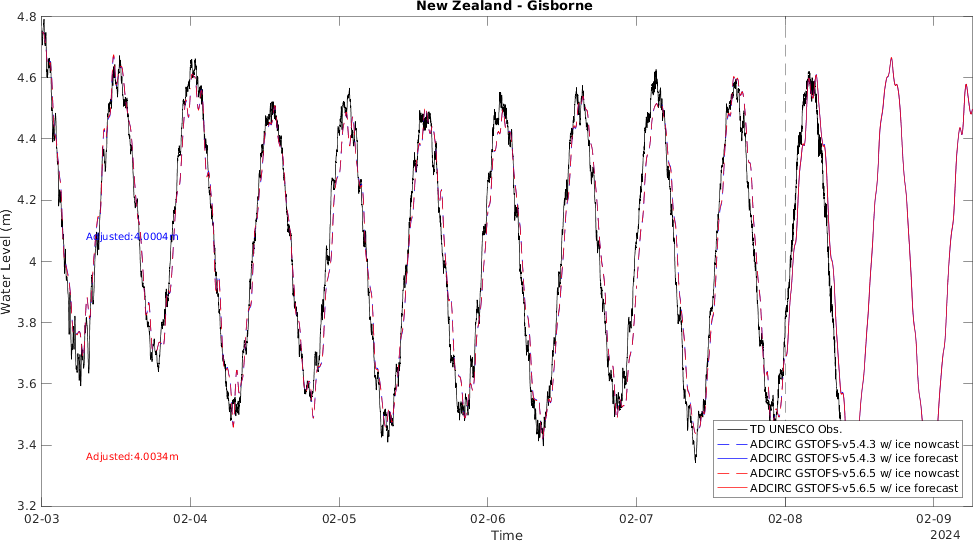 New Zealand - Gisborne
4.8
4.6
4.4
4.2
4
3.8
3.6
3.4
3.2
Water Level (m)
Adjusted:4.0004m
Adjusted:4.0034m
TD UNESCO Obs.
ADCIRC GSTOFS-v5.4.3 w/ ice nowcast
ADCIRC GSTOFS-v5.4.3 w/ ice forecast
ADCIRC GSTOFS-v5.6.5 w/ ice nowcast
ADCIRC GSTOFS-v5.6.5 w/ ice forecast
02-03 02-04 02-05 02-06 02-07 02-08 02-09
Time
2024